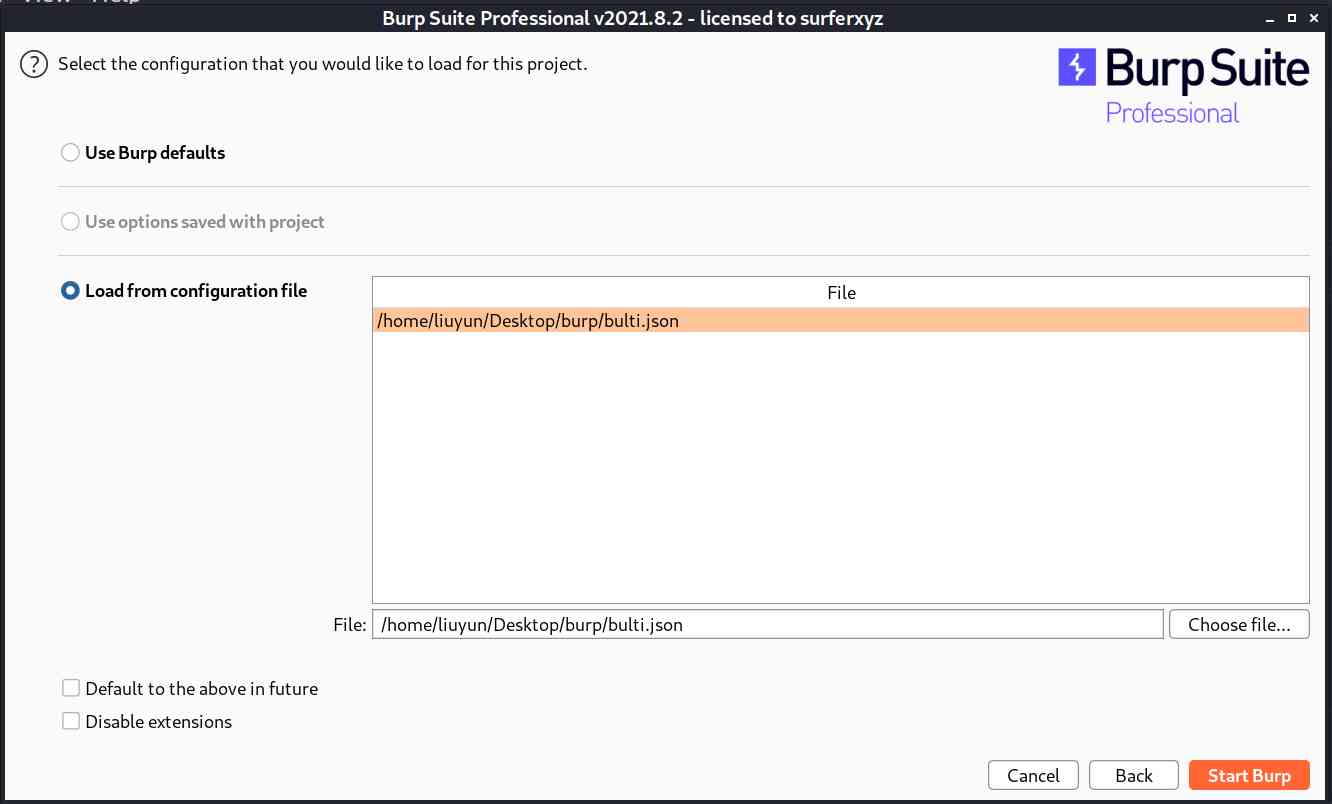 Burp Suite Professional v2021.8.2 - licensed to surferxyz
? Select the configuration that you would like to load for this project.
Burp Suite
Professional
Use Burp defaults
Use options saved with project
Load from configuration file
File
/home/liuyun/Desktop/burp/bulti.json
File: /home/liuyun/Desktop/burp/bulti.json Choose file...
Default to the above in future
Disable extensions
Cancel Back Start Burp